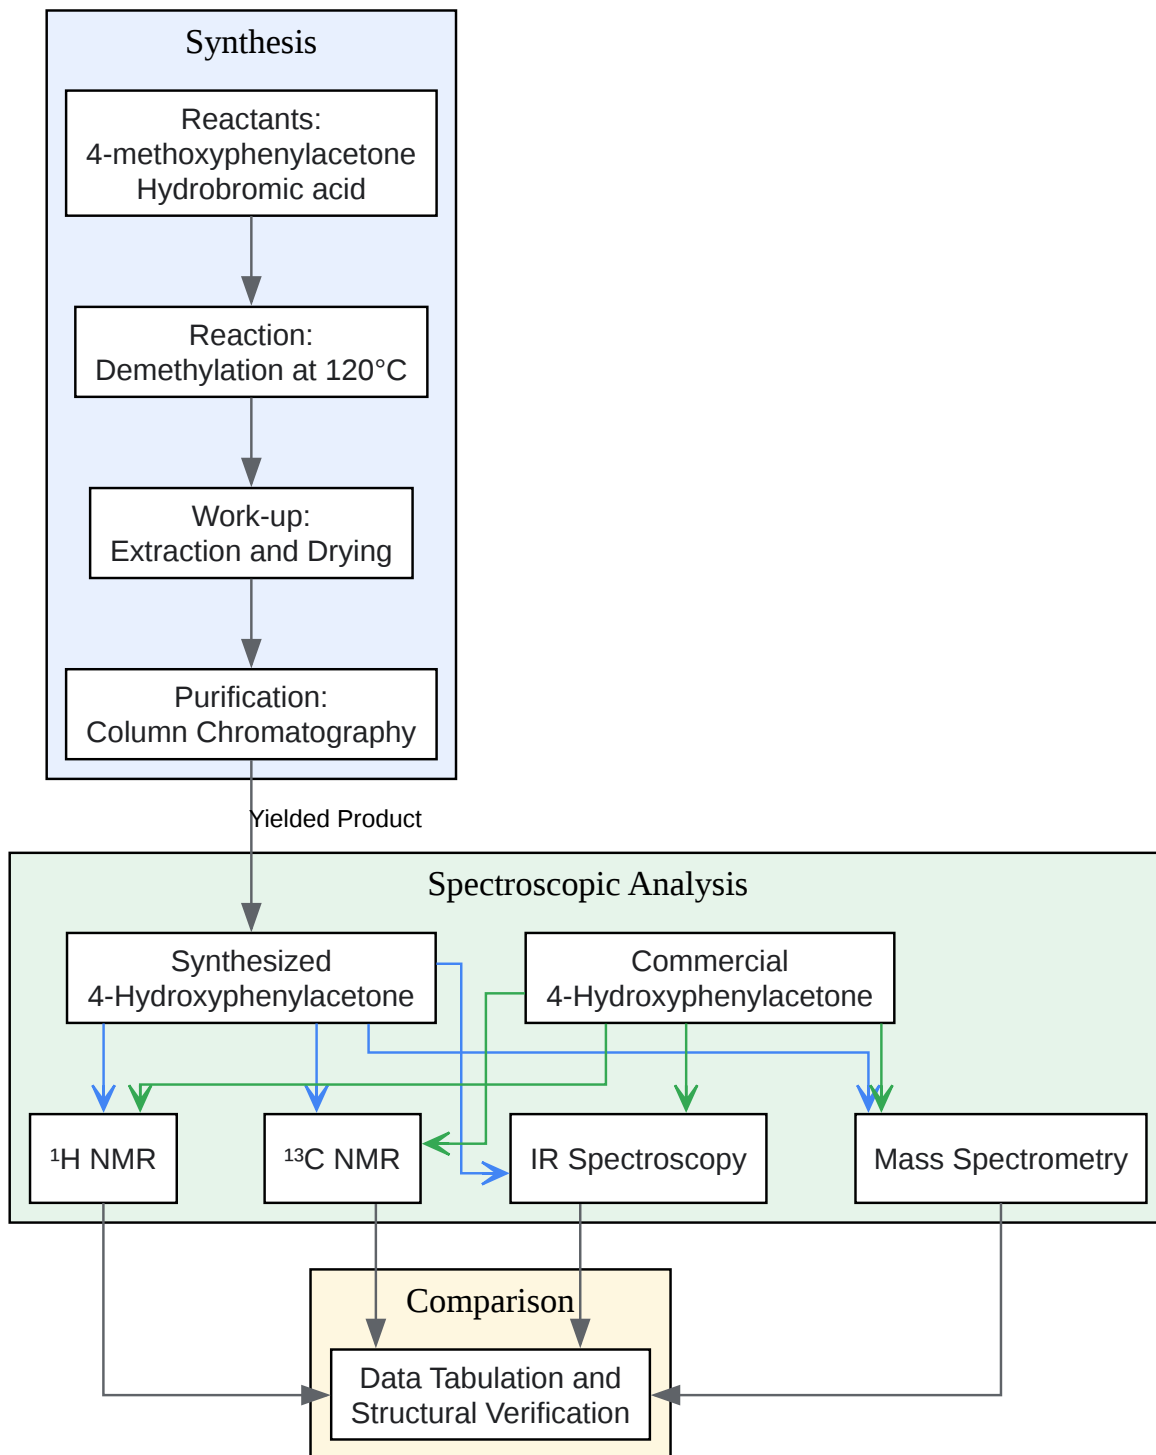 Synthesis
Reactants:
4-methoxyphenylacetone
Hydrobromic acid
Reaction:
Demethylation at 120°C
Work-up:
Extraction and Drying
Purification:
Column Chromatography
Yielded Product
Spectroscopic Analysis
Synthesized
4-Hydroxyphenylacetone
Commercial
4-Hydroxyphenylacetone
¹H NMR
¹³C NMR
IR Spectroscopy
Mass Spectrometry
Comparison
Data Tabulation and
Structural Verification